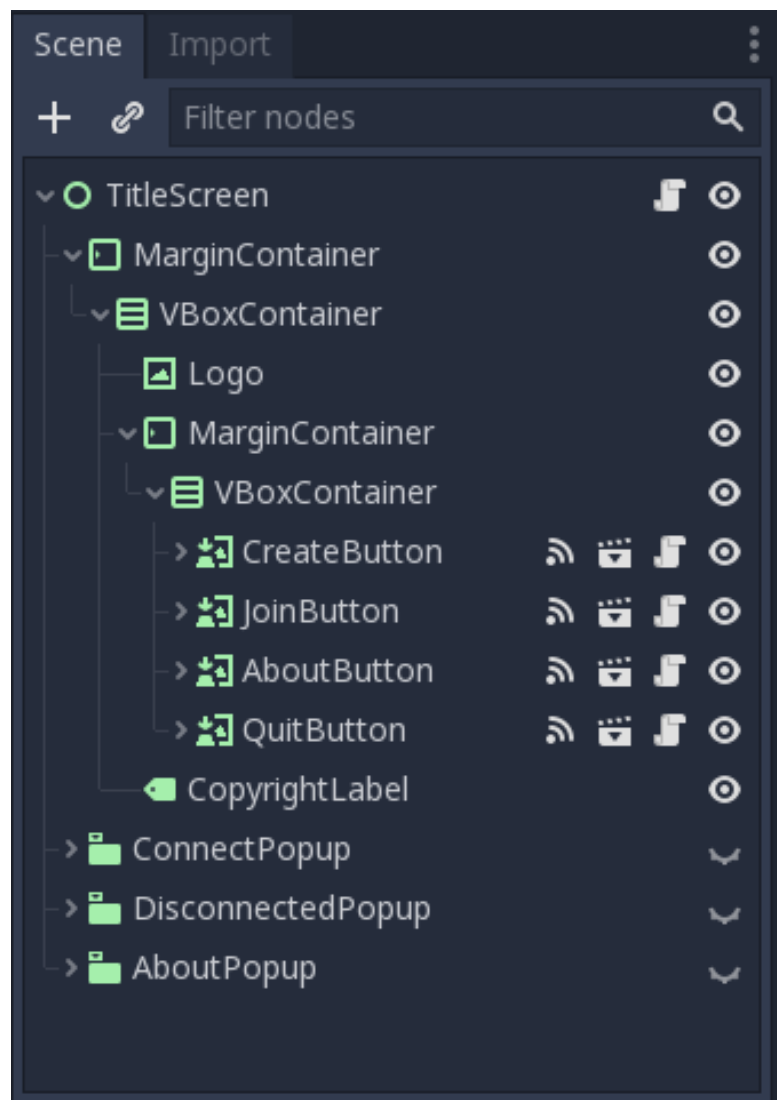 Scene Import
Filter nodes
TitleScreen
MarginContainer
VBoxContainer
Logo
MarginContainer
VBoxContainer
CreateButton
JoinButton
AboutButton
QuitButton
CopyrightLabel
ConnectPopup
DisconnectedPopup
AboutPopup